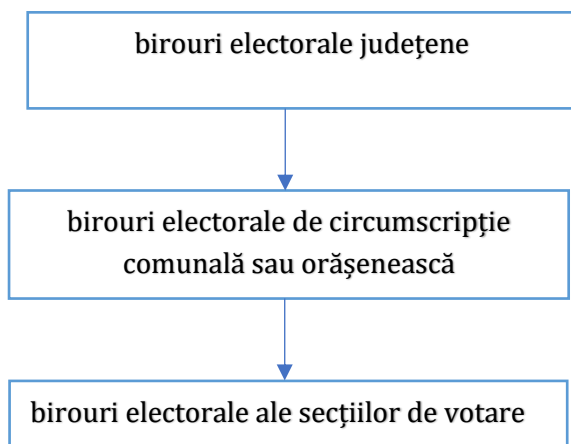 birouri electorale județene
birouri electorale de circumscripție
comunală sau orășenească
birouri electorale ale secțiilor de votare